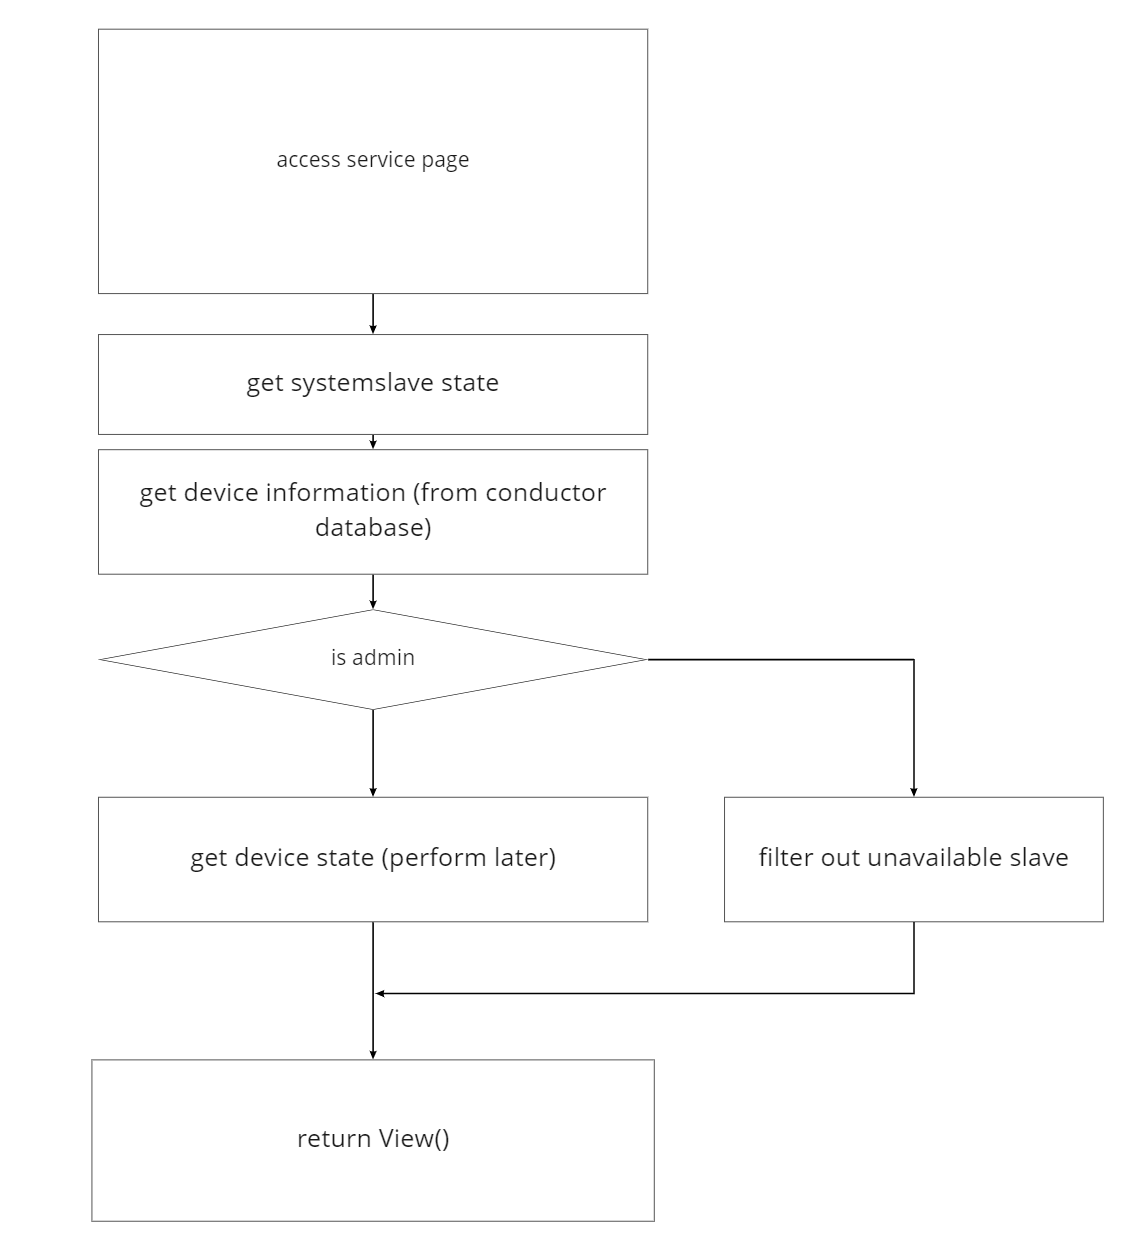 access service page
get systemslave state
get device information (from conductor
database)
is admin
get device state (perform later)
filter out unavailable slave
return View()